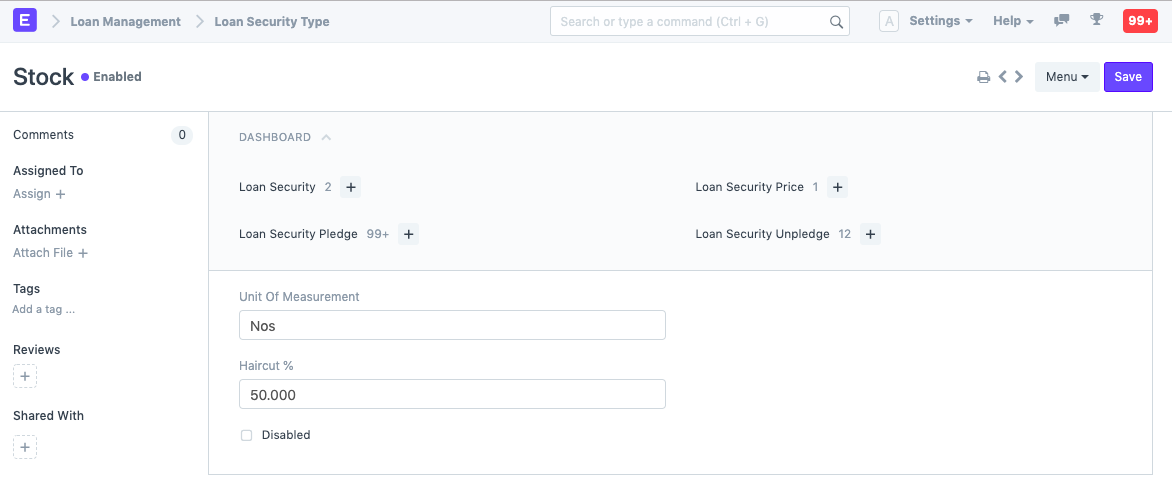 E Loan Management Loan Security Type Search or type a command (Ctrl + G) A Settings Help 99+
Stock Enabled Menu Save
Comments 0
Assigned To
Assign +
Attachments
Attach File +
Tags
Add a tag ...
Reviews
+
Shared With
+
DASHBOARD
Loan Security 2 + Loan Security Price 1 +
Loan Security Pledge 99+ + Loan Security Unpledge 12 +
Unit Of Measurement
Nos
Haircut %
50.000
Disabled